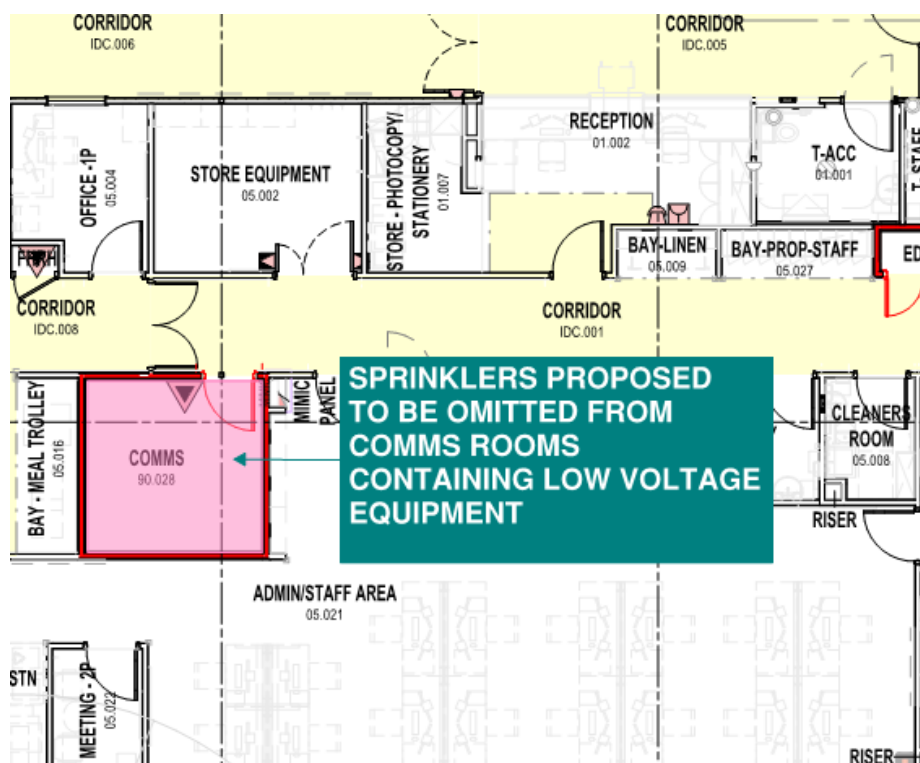 CORRIDOR
IDC.006
CORRIDOR
IDC.005
OFFICE -1P
05.004
STORE EQUIPMENT
05.002
STORE - PHOTOCOPY/
STATIONERY
01.007
RECEPTION
01.002
T-ACC
01.001
T-STAFF
BAY-LINEN
05.009
BAY-PROP-STAFF
05.027
ED
CORRIDOR
IDC.008
CORRIDOR
IDC.001
BAY - MEAL TROLLEY
05.016
COMMS
90.028
MIMIC
PANEL
SPRINKLERS PROPOSED
TO BE OMITTED FROM
COMMS ROOMS
CONTAINING LOW VOLTAGE
EQUIPMENT
CLEANERS
ROOM
05.008
RISER
ADMIN/STAFF AREA
05.021
STN
MEETING - 2P
05.022
RISER